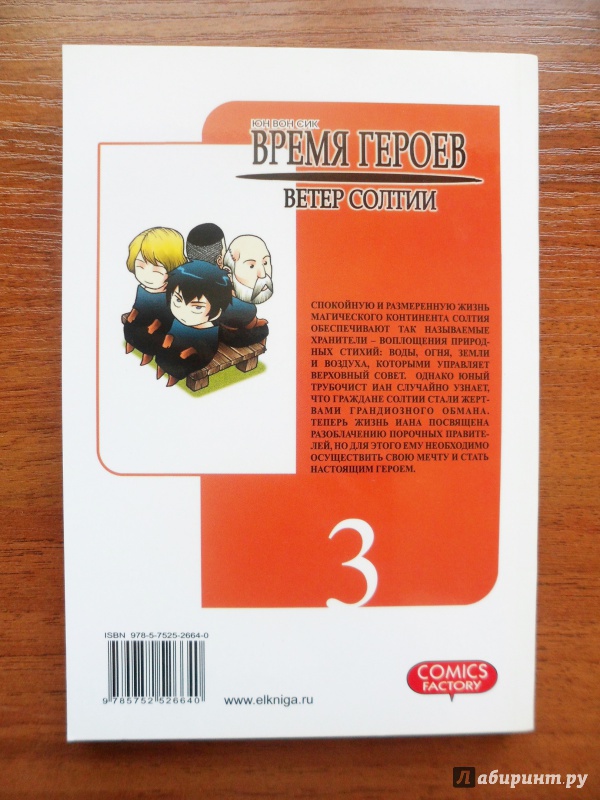 ЮН ВОН СИК
ВРЕМЯ ГЕРОЕВ
ВЕТЕР СОЛТИИ
СПОКОЙНУЮ И РАЗМЕРЕННУЮ ЖИЗНЬ
МАГИЧЕСКОГО КОНТИНЕНТА СОЛТИЯ
ОБЕСПЕЧИВАЮТ ТАК НАЗЫВАЕМЫЕ
ХРАНИТЕЛИ – ВОПЛОЩЕНИЯ ПРИРОД-
НЫХ СТИХИЙ: ВОДЫ, ОГНЯ, ЗЕМЛИ
И ВОЗДУХА, КОТОРЫМИ УПРАВЛЯЕТ
ВЕРХОВНЫЙ СОВЕТ. ОДНАКО ЮНЫЙ
ТРУБОЧИСТ ИАН СЛУЧАЙНО УЗНАЕТ,
ЧТО ГРАЖДАНЕ СОЛТИИ СТАЛИ ЖЕРТ-
ВАМИ ГРАНДИОЗНОГО ОБМАНА.
ТЕПЕРЬ ЖИЗНЬ ИАНА ПОСВЯЩЕНА
РАЗОБЛАЧЕНИЮ ПОРОЧНЫХ ПРАВИТЕ-
ЛЕЙ, НО ДЛЯ ЭТОГО ЕМУ НЕОБХОДИМО
ОСУЩЕСТВИТЬ СВОЮ МЕЧТУ И СТАТЬ
НАСТОЯЩИМ ГЕРОЕМ.
3
ISBN 978-5-7525-2664-0
9 785752 526640
www.elkniga.ru
COMICS
FACTORY
Лабиринт.ру